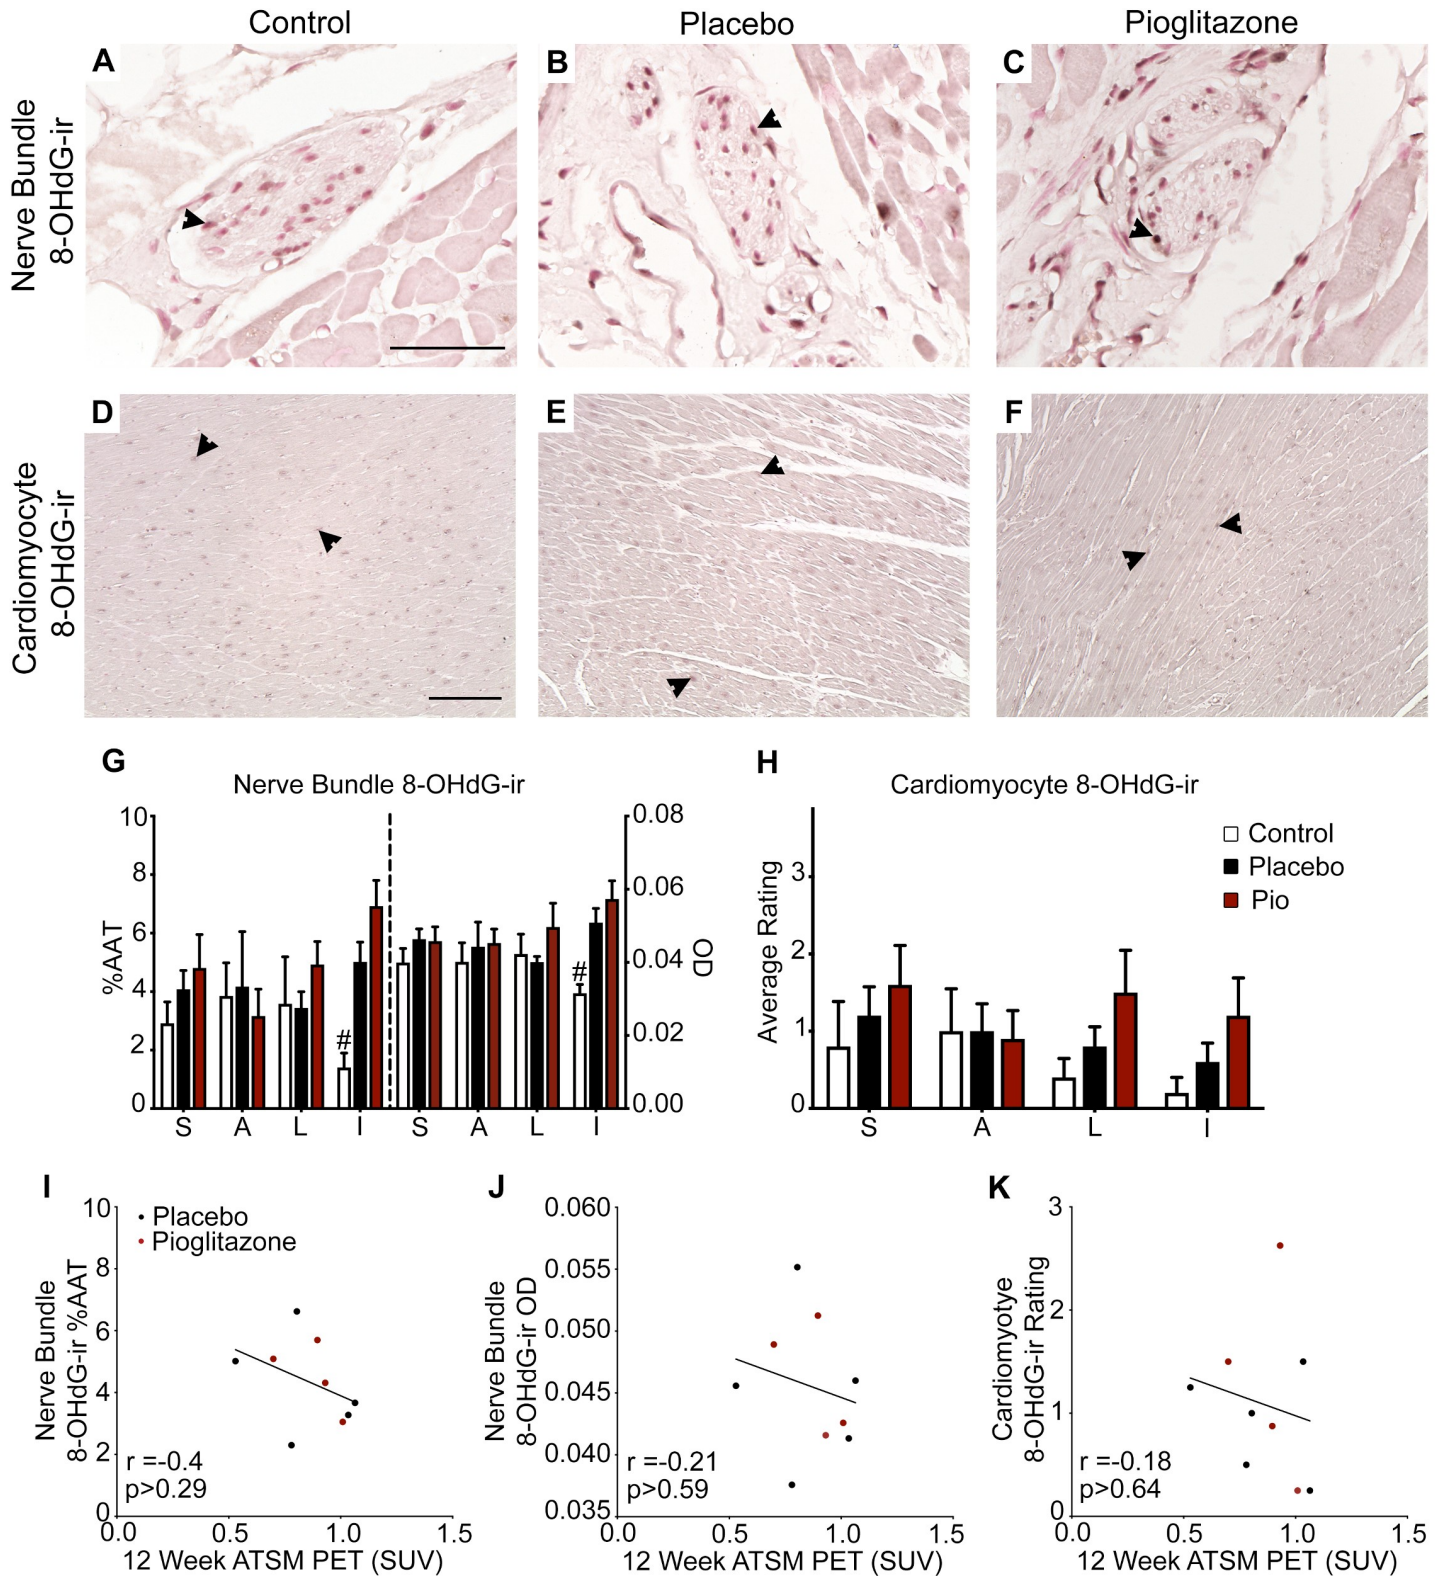 Control Placebo Pioglitazone
Nerve Bundle
8-OHdG-ir
A B C
Cardiomyocyte
8-OHdG-ir
D E F
G
Nerve Bundle 8-OHdG-ir
%AAT
10
8
6
4
2
0
# #
0.08
0.06
0.04
0.02
0.00
OD
S A L I S A L I
H
Cardiomyocyte 8-OHdG-ir
Control
Placebo
Pio
Average Rating
3
2
1
0
S A L I
I
Nerve Bundle
8-OHdG-ir %AAT
10
8
6
4
2
0
Placebo
Pioglitazone
r =-0.4
p>0.29
0.0 0.5 1.0 1.5
12 Week ATSM PET (SUV)
J
Nerve Bundle
8-OHdG-ir OD
0.060
0.055
0.050
0.045
0.040
0.035
r =-0.21
p>0.59
0.0 0.5 1.0 1.5
12 Week ATSM PET (SUV)
K
Cardiomyotye
8-OHdG-ir Rating
3
2
1
0
r =-0.18
p>0.64
0.0 0.5 1.0 1.5
12 Week ATSM PET (SUV)